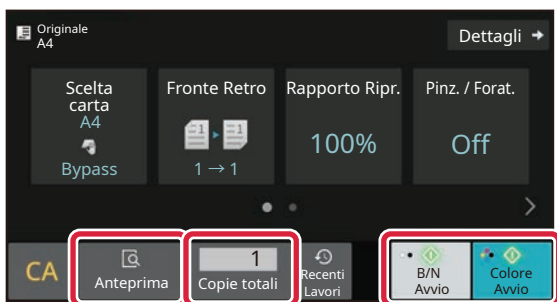 Originale
A4
Dettagli
Scelta
carta
A4
Bypass
Fronte Retro
1 → 1
Rapporto Ripr.
100%
Pinz. / Forat.
Off
CA
Anteprima
1
Copie totali
Recenti
Lavori
B/N
Avvio
Colore
Avvio